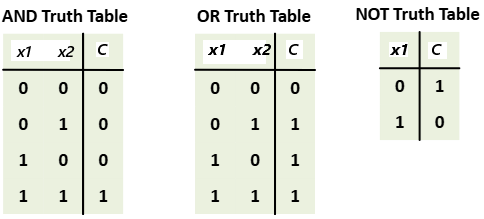 AND Truth Table
x1 x2 C
0 0 0
0 1 0
1 0 0
1 1 1
OR Truth Table
x1 x2 C
0 0 0
0 1 1
1 0 1
1 1 1
NOT Truth Table
x1 C
0 1
1 0